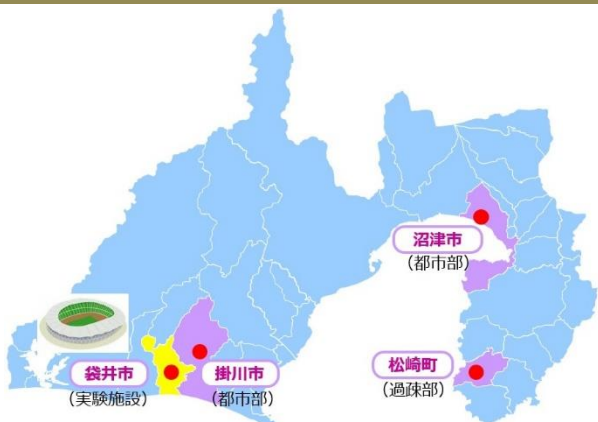 沼津市
(都市部)
袋井市
(実験施設)
掛川市
(都市部)
松崎町
(過疎部)